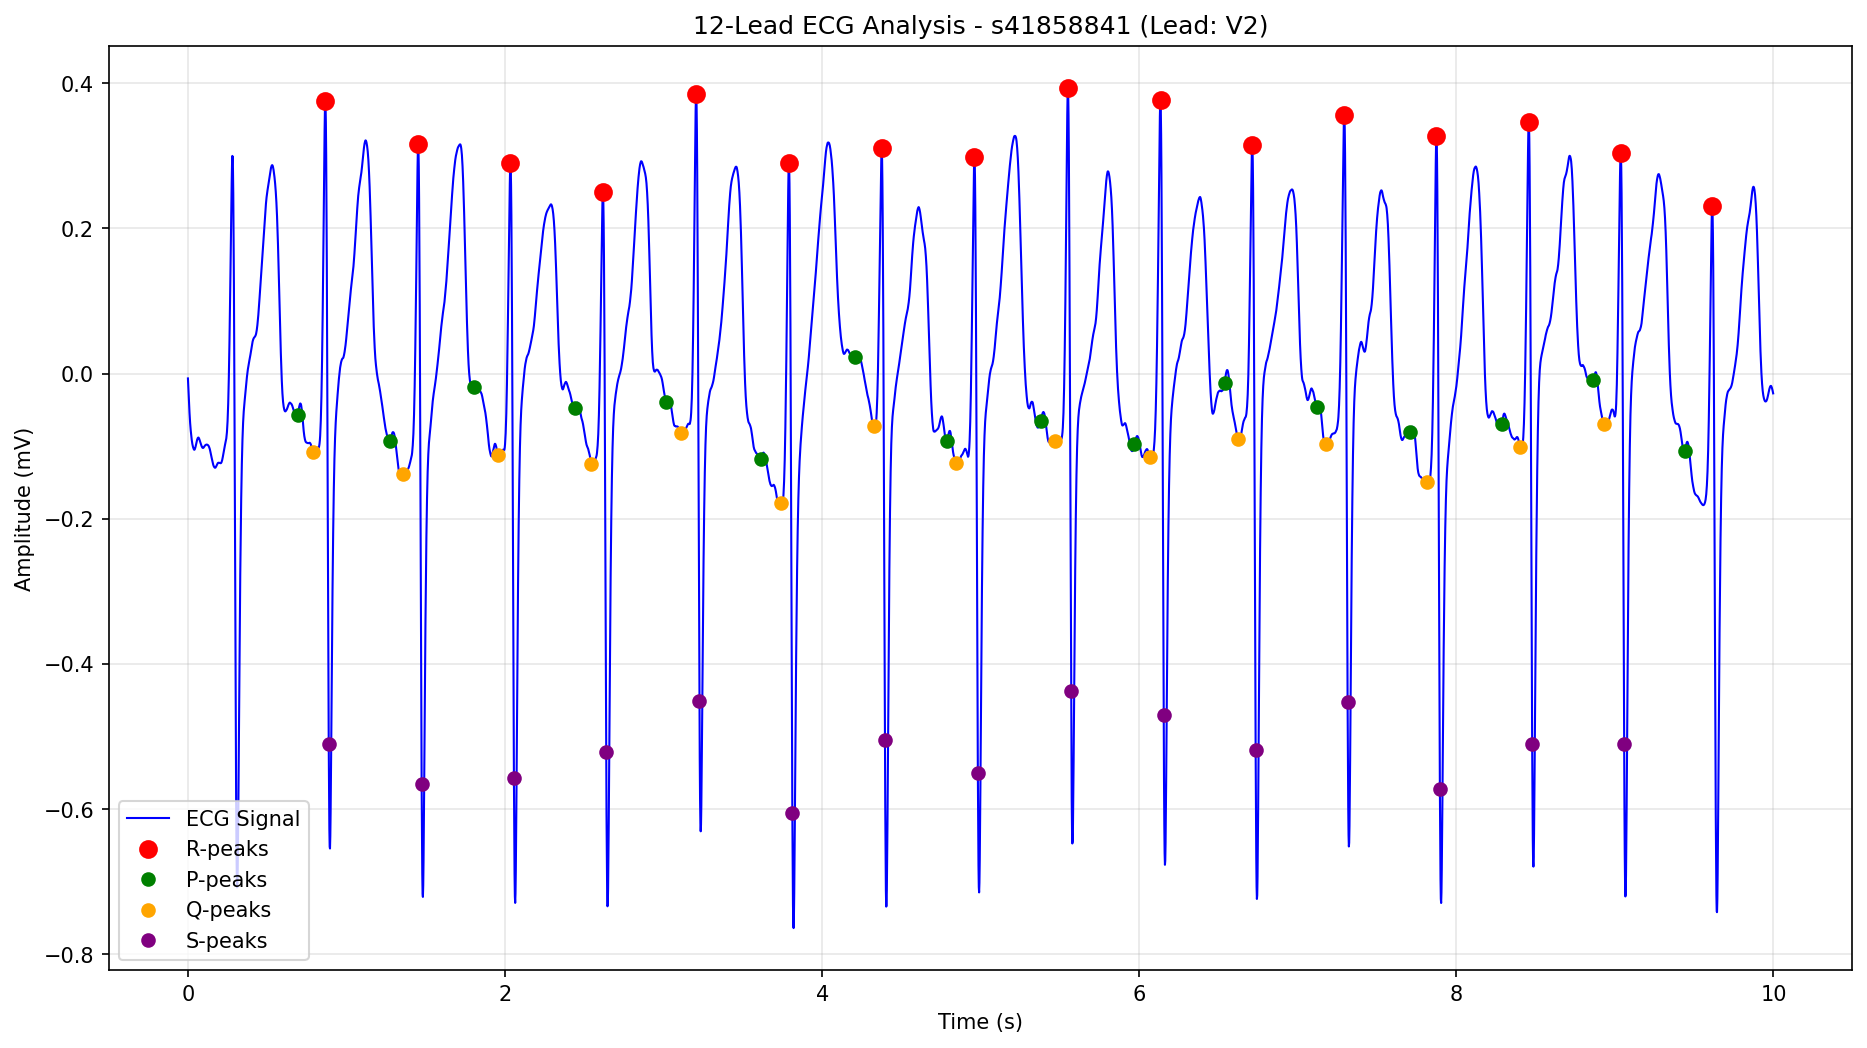 12-Lead ECG Analysis - s41858841 (Lead: V2)
Amplitude (mV)
0.4
0.2
0.0
−0.2
−0.4
−0.6
−0.8
ECG Signal
R-peaks
P-peaks
Q-peaks
S-peaks
0 2 4 6 8 10
Time (s)